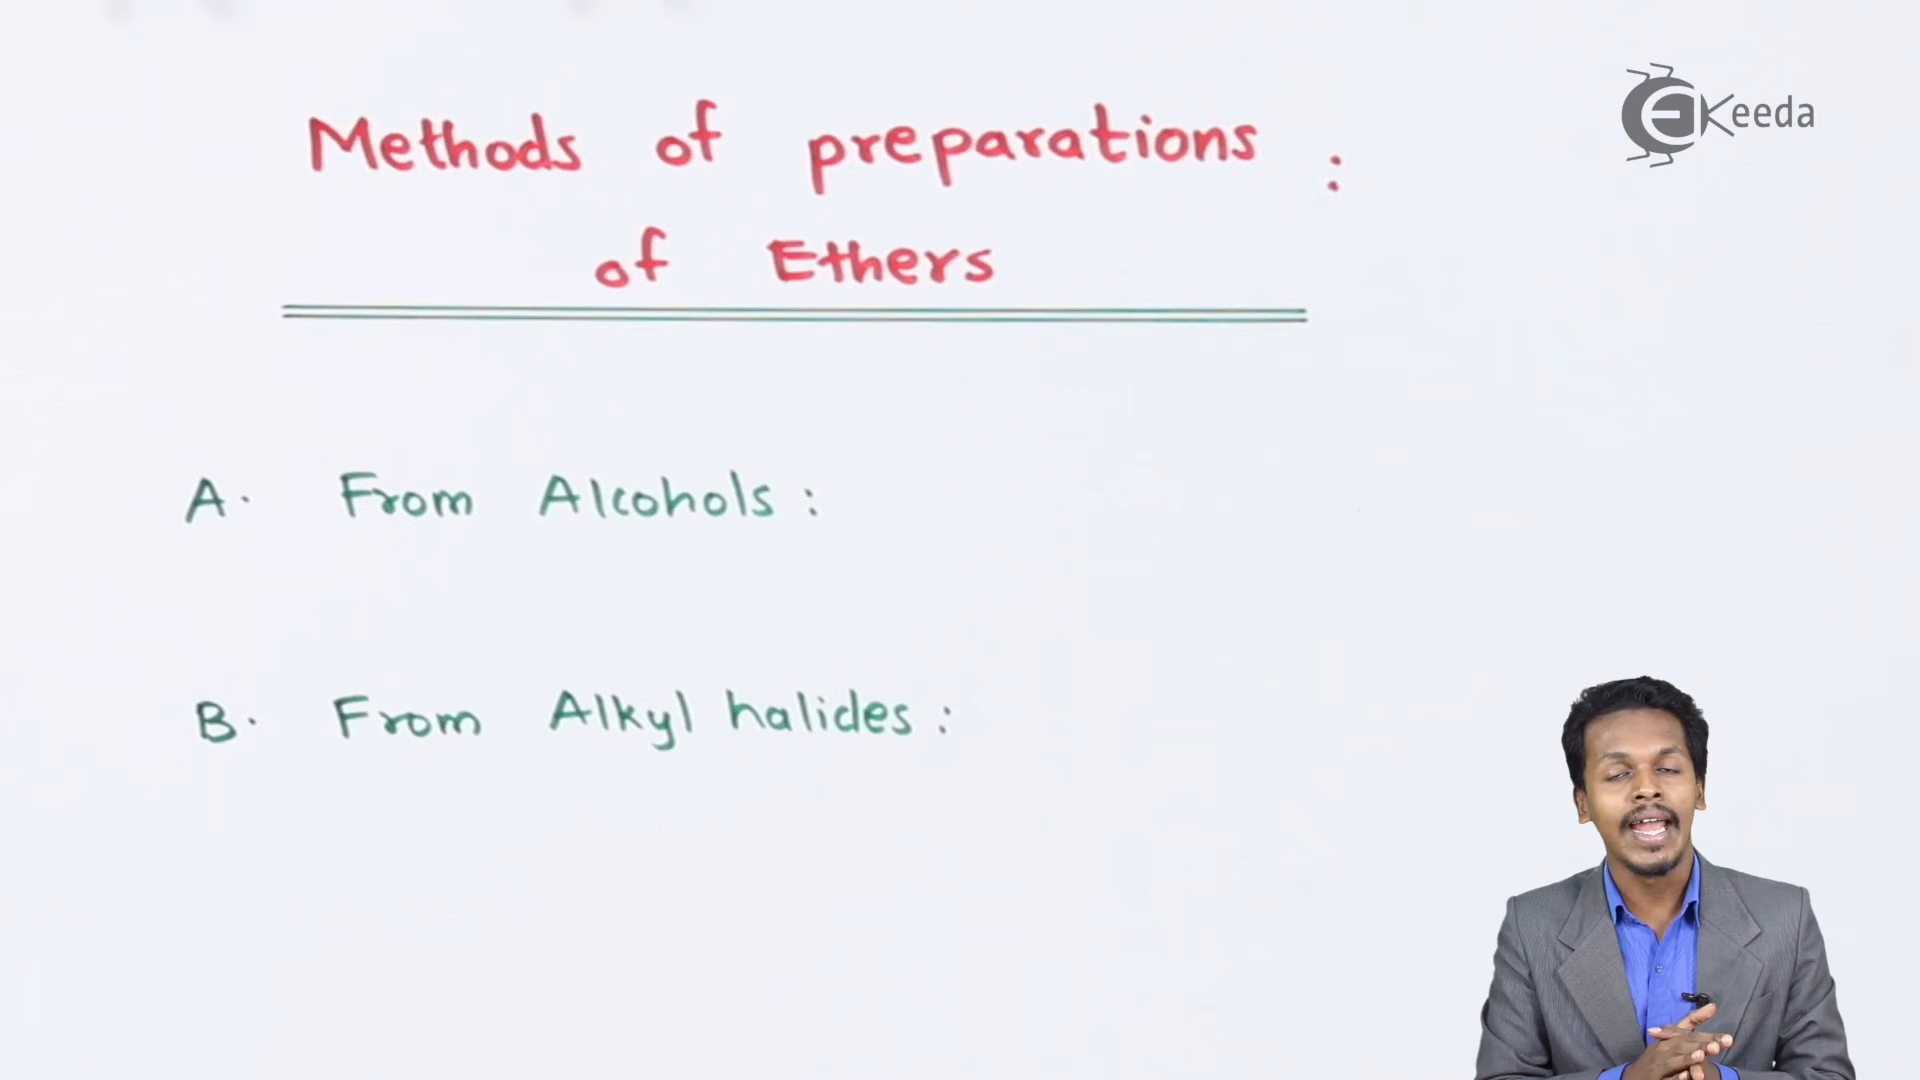 Methods of preparations :
of Ethers
EKeeda
A. From Alcohols :
B. From Alkyl halides :